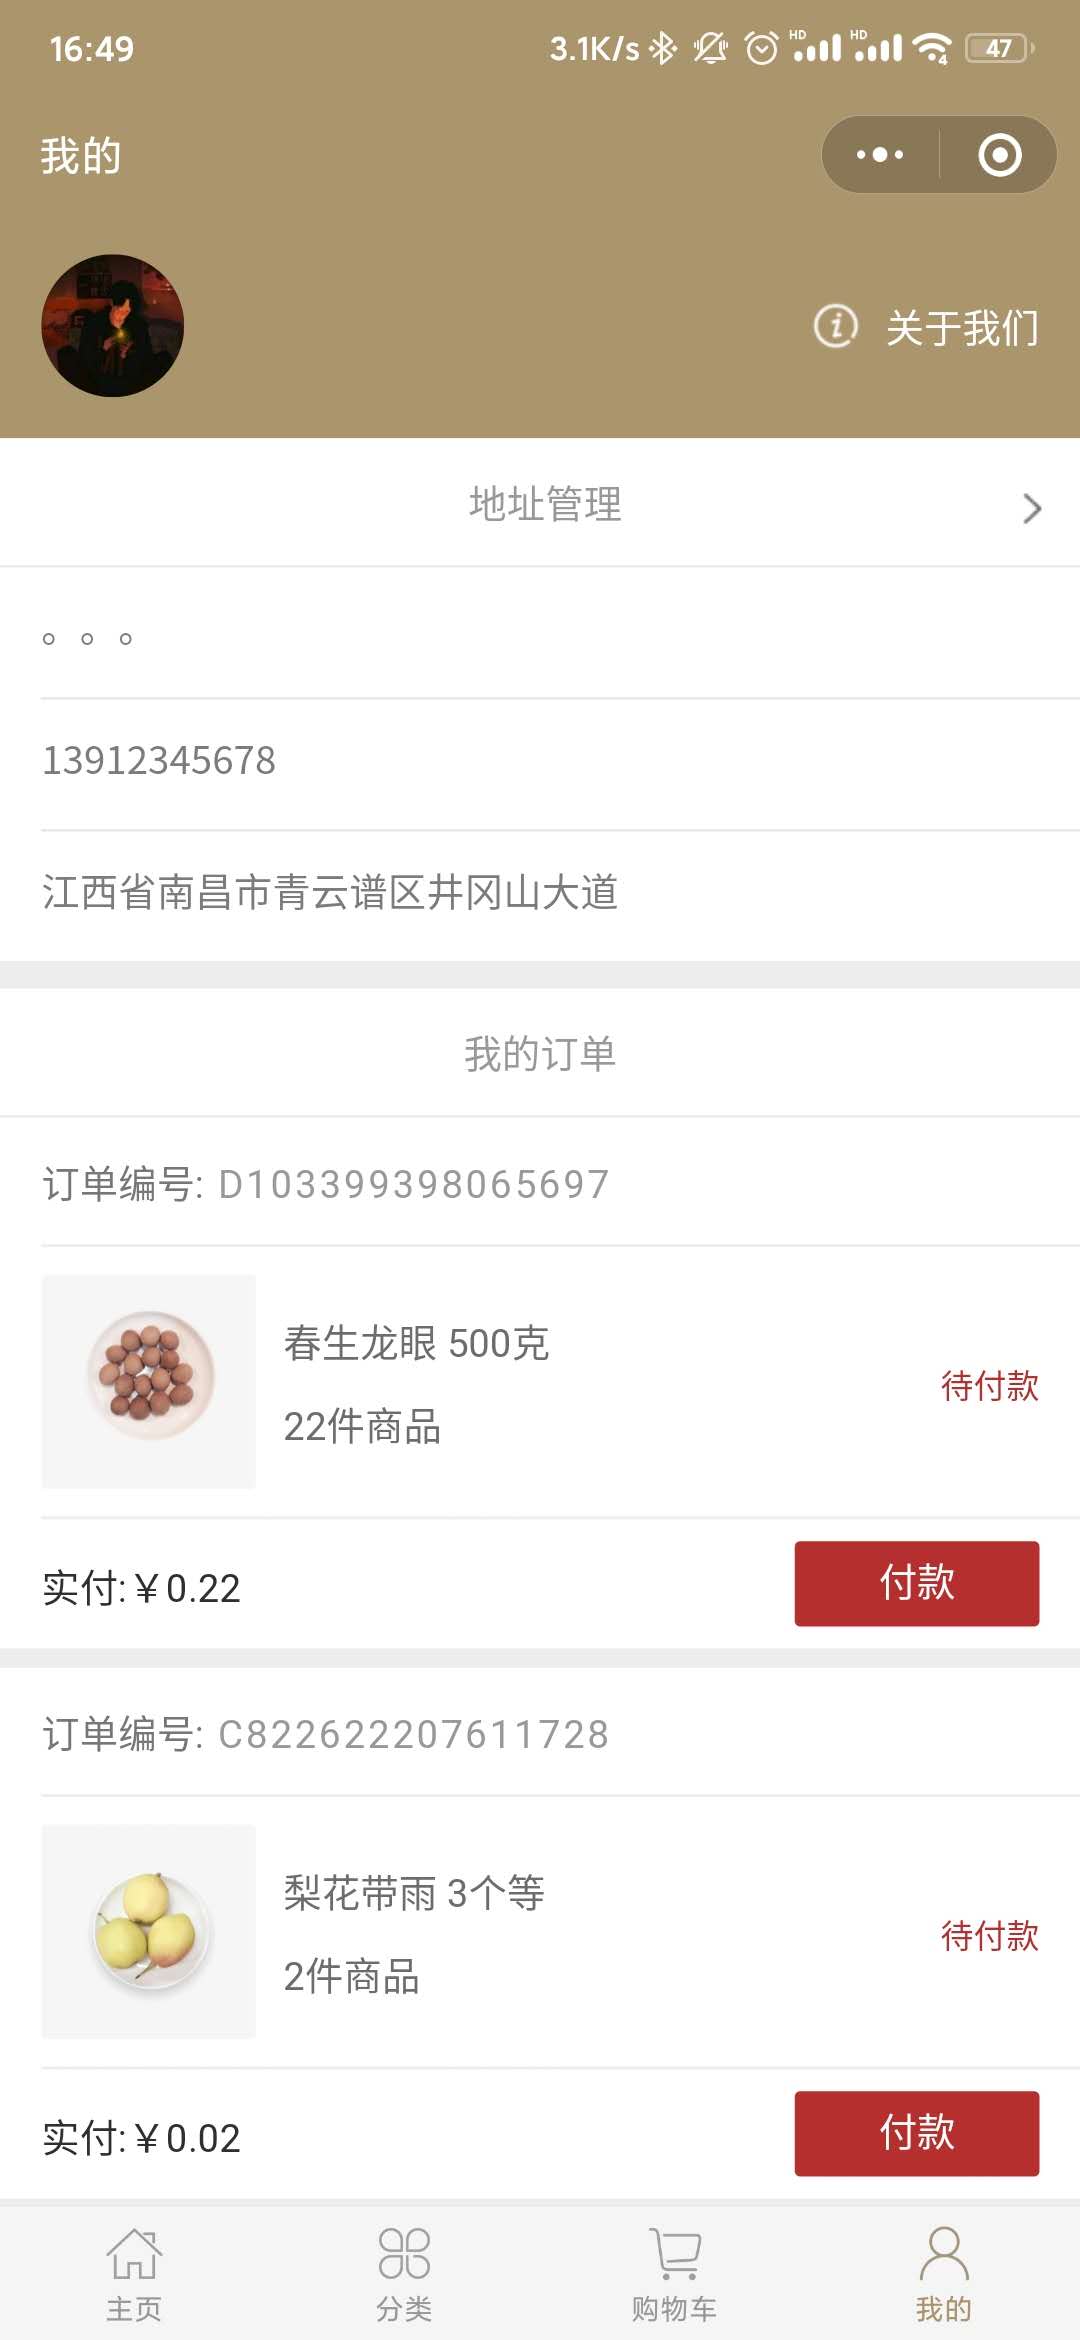 16:49
3.1K/s HD HD 4 47
我的
关于我们
地址管理
。。。
13912345678
江西省南昌市青云谱区井冈山大道
我的订单
订单编号: D103399398065697
春生龙眼 500克
22件商品
待付款
实付:￥0.22
付款
订单编号: C822622207611728
梨花带雨 3个等
2件商品
待付款
实付:￥0.02
付款
主页
分类
购物车
我的